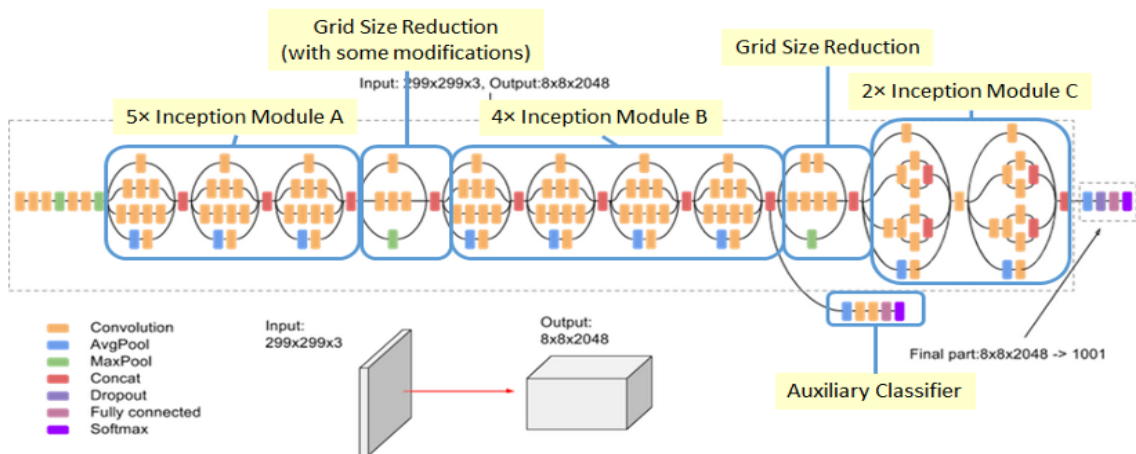 Grid Size Reduction
(with some modifications)
Grid Size Reduction
Input: 299x299x3, Output:8x8x2048
2× Inception Module C
5× Inception Module A
4× Inception Module B
Convolution
AvgPool
MaxPool
Concat
Dropout
Fully connected
Softmax
Input:
299x299x3
Output:
8x8x2048
Final part:8x8x2048 -> 1001
Auxiliary Classifier